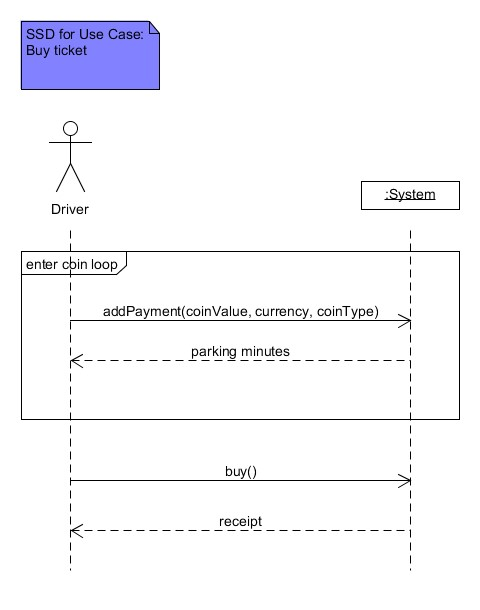 SSD for Use Case:
Buy ticket
Driver
:System
enter coin loop
addPayment(coinValue, currency, coinType)
parking minutes
buy()
receipt